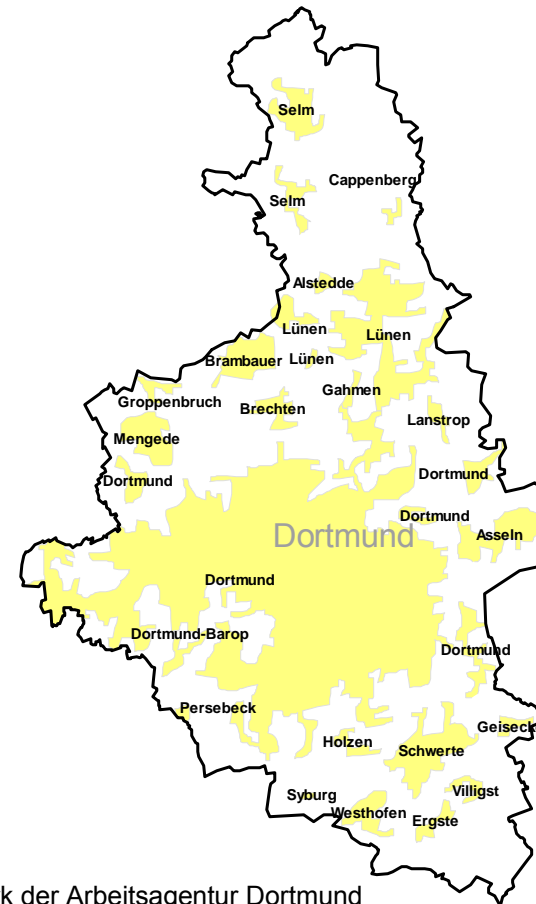 Selm
Cappenberg
Selm
Alstedde
Lünen
Lünen
Brambauer
Lünen
Gahmen
Groppenbruch
Brechten
Lanstrop
Mengede
Dortmund
Dortmund
Dortmund
Asseln
Dortmund
Dortmund
Dortmund-Barop
Dortmund
Persebeck
Geiseck
Holzen
Schwerte
Villigst
Syburg
Westhofen
Ergste
rk der Arbeitsagentur Dortmund